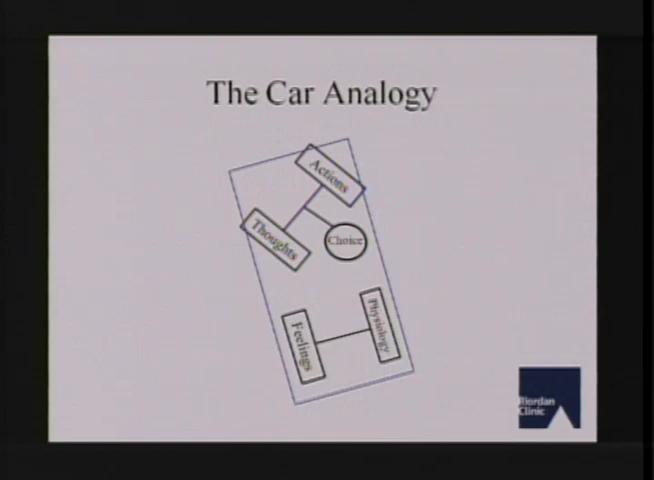 The Car Analogy
Actions
Thoughts
Choice
Feelings
Physiology
Riordan
Clinic